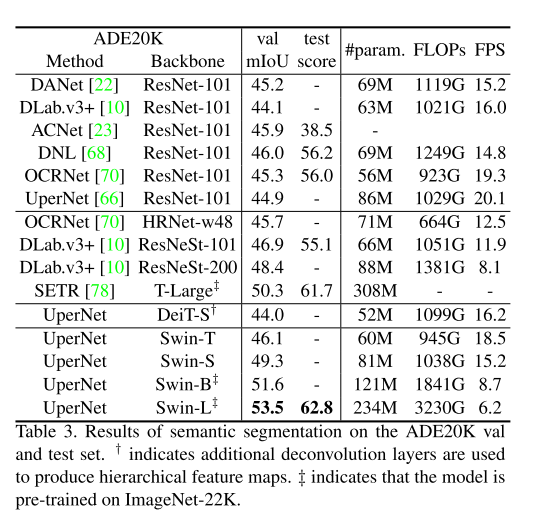 ADE20K val test #param. FLOPs FPS
Method Backbone mIoU score
DANet [22] ResNet-101 45.2 - 69M 1119G 15.2
DLab.v3+ [10] ResNet-101 44.1 - 63M 1021G 16.0
ACNet [23] ResNet-101 45.9 38.5 -
DNL [68] ResNet-101 46.0 56.2 69M 1249G 14.8
OCRNet [70] ResNet-101 45.3 56.0 56M 923G 19.3
UperNet [66] ResNet-101 44.9 - 86M 1029G 20.1
OCRNet [70] HRNet-w48 45.7 - 71M 664G 12.5
DLab.v3+ [10] ResNeSt-101 46.9 55.1 66M 1051G 11.9
DLab.v3+ [10] ResNeSt-200 48.4 - 88M 1381G 8.1
SETR [78] T-Large‡ 50.3 61.7 308M - -
UperNet DeiT-S† 44.0 - 52M 1099G 16.2
UperNet Swin-T 46.1 - 60M 945G 18.5
UperNet Swin-S 49.3 - 81M 1038G 15.2
UperNet Swin-B‡ 51.6 - 121M 1841G 8.7
UperNet Swin-L‡ 53.5 62.8 234M 3230G 6.2
Table 3. Results of semantic segmentation on the ADE20K val
and test set. † indicates additional deconvolution layers are used
to produce hierarchical feature maps. ‡ indicates that the model is
pre-trained on ImageNet-22K.